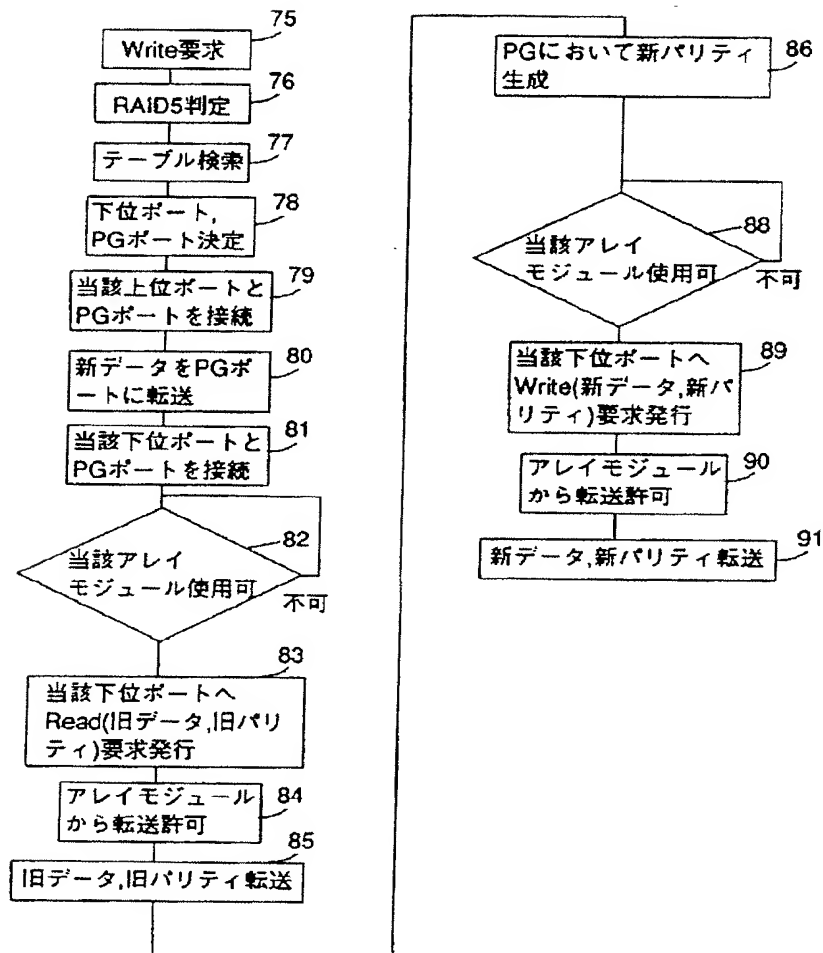 75
Write要求
76
RAID5判定
77
テーブル検索
78
下位ポート,
PGポート決定
79
当該上位ポートと
PGポートを接続
80
新データをPGポ
ートに転送
81
当該下位ポートと
PGポートを接続
82
当該アレイ
モジュール使用可
不可
83
当該下位ポートへ
Read(旧データ,旧パリ
ティ)要求発行
84
アレイモジュール
から転送許可
85
旧データ,旧パリティ転送
86
PGにおいて新パリティ
生成
88
当該アレイ
モジュール使用可
不可
89
当該下位ポートへ
Write(新データ,新パ
リティ)要求発行
90
アレイモジュール
から転送許可
91
新データ,新パリティ転送